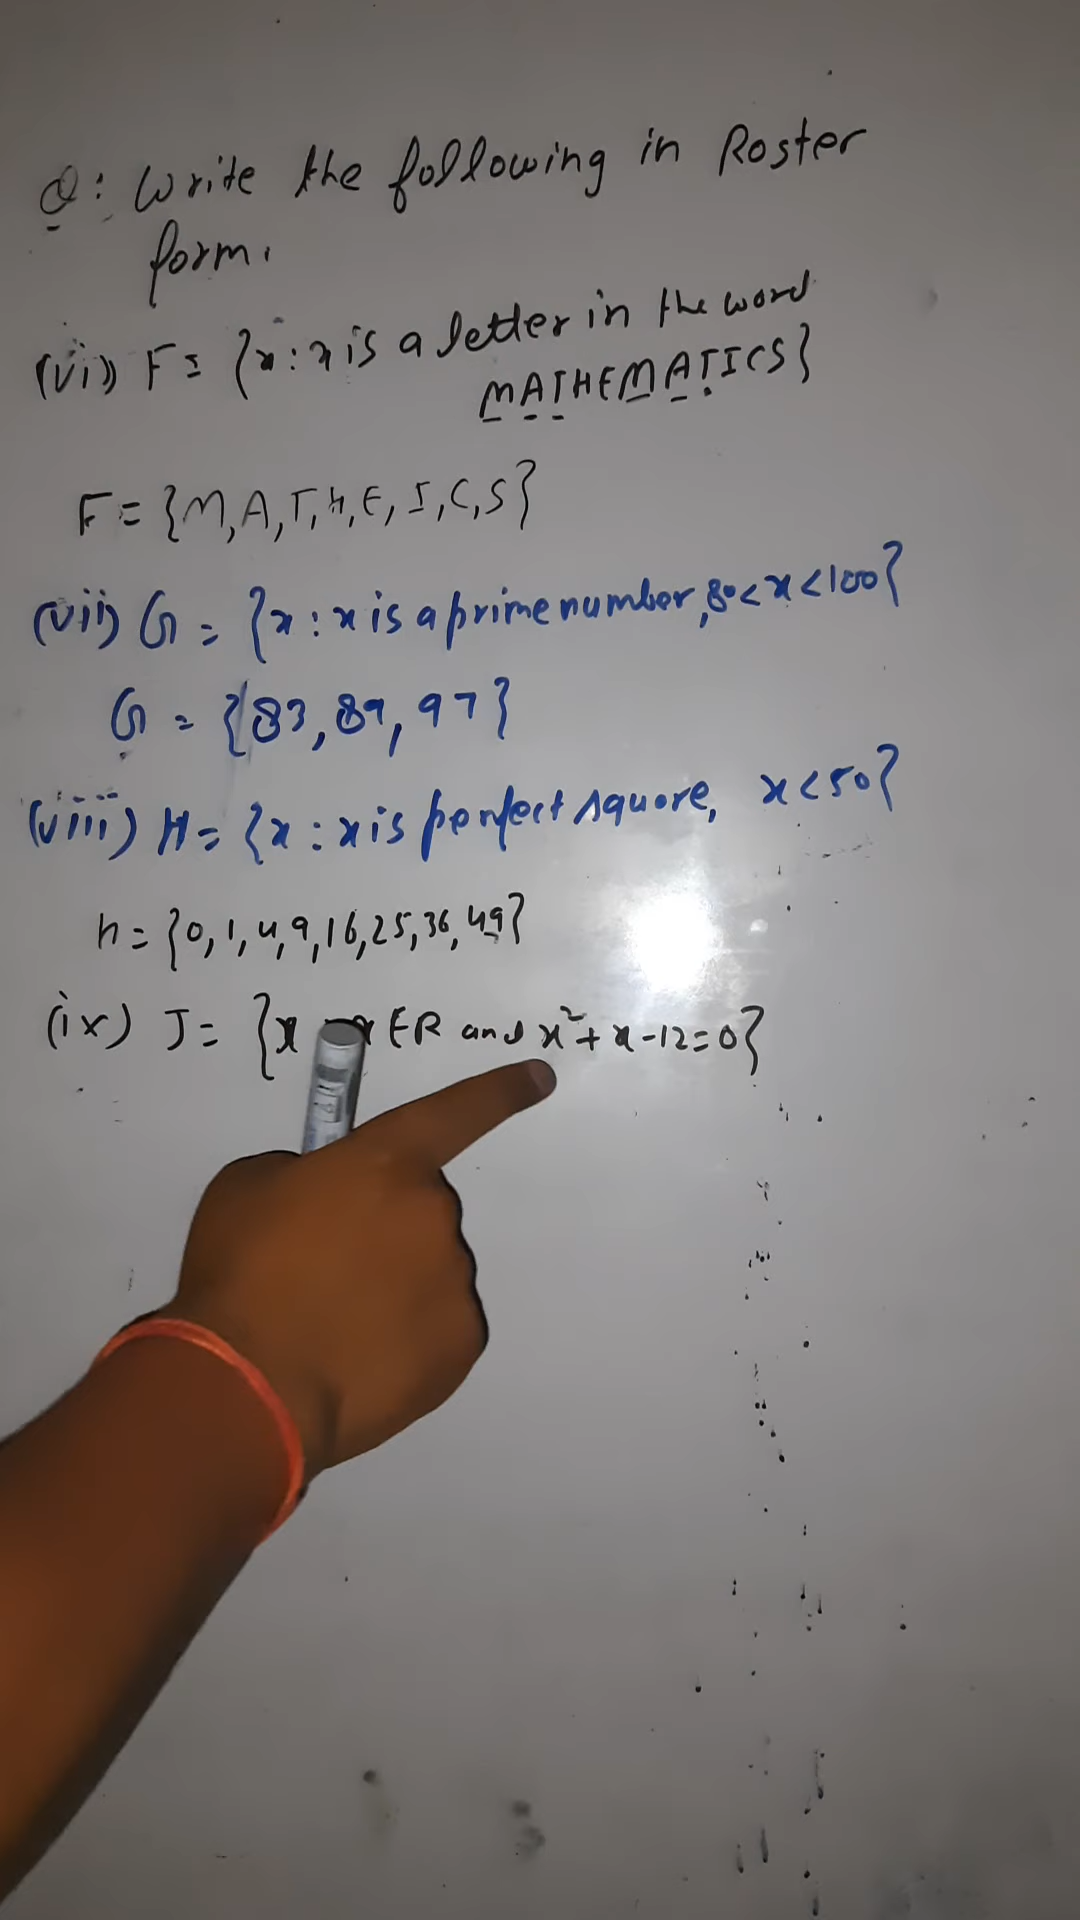 Q: Write the following in Roster
form.
(vi) F = {x : x is a letter in the word
MATHEMATICS}
F = {M, A, T, H, E, I, C, S}
(vii) G = {x : x is a prime number, 80 < x < 100}
G = {83, 89, 97}
(viii) H = {x : x is perfect square, x < 50}
h = {0, 1, 4, 9, 16, 25, 36, 49}
(ix) J = {x x ∈ R and x² + x - 12 = 0}